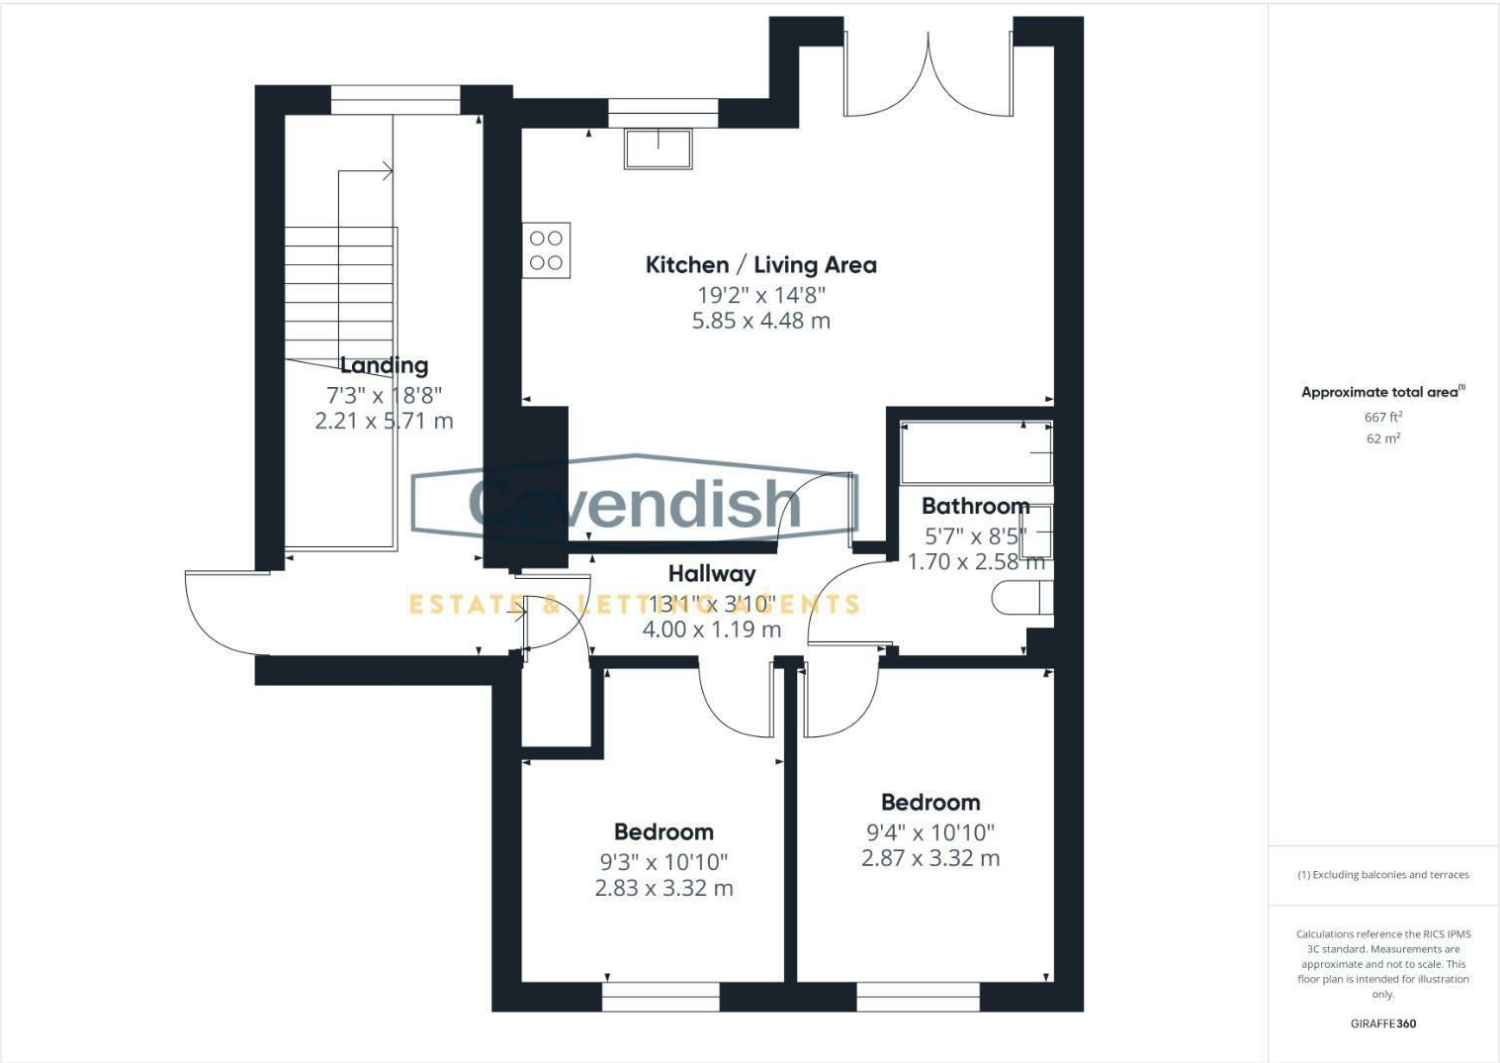 Kitchen / Living Area
19'2" x 14'8"
5.85 x 4.48 m
Landing
7'3" x 18'8"
2.21 x 5.71 m
Cavendish
ESTATE & LETTING AGENTS
Bathroom
5'7" x 8'5"
1.70 x 2.58 m
Hallway
13'1" x 3'10"
4.00 x 1.19 m
Bedroom
9'3" x 10'10"
2.83 x 3.32 m
Bedroom
9'4" x 10'10"
2.87 x 3.32 m
Approximate total area(1)
667 ft²
62 m²
(1) Excluding balconies and terraces
Calculations reference the RICS IPMS
3C standard. Measurements are
approximate and not to scale. This
floor plan is intended for illustration
only.
GIRAFFE360